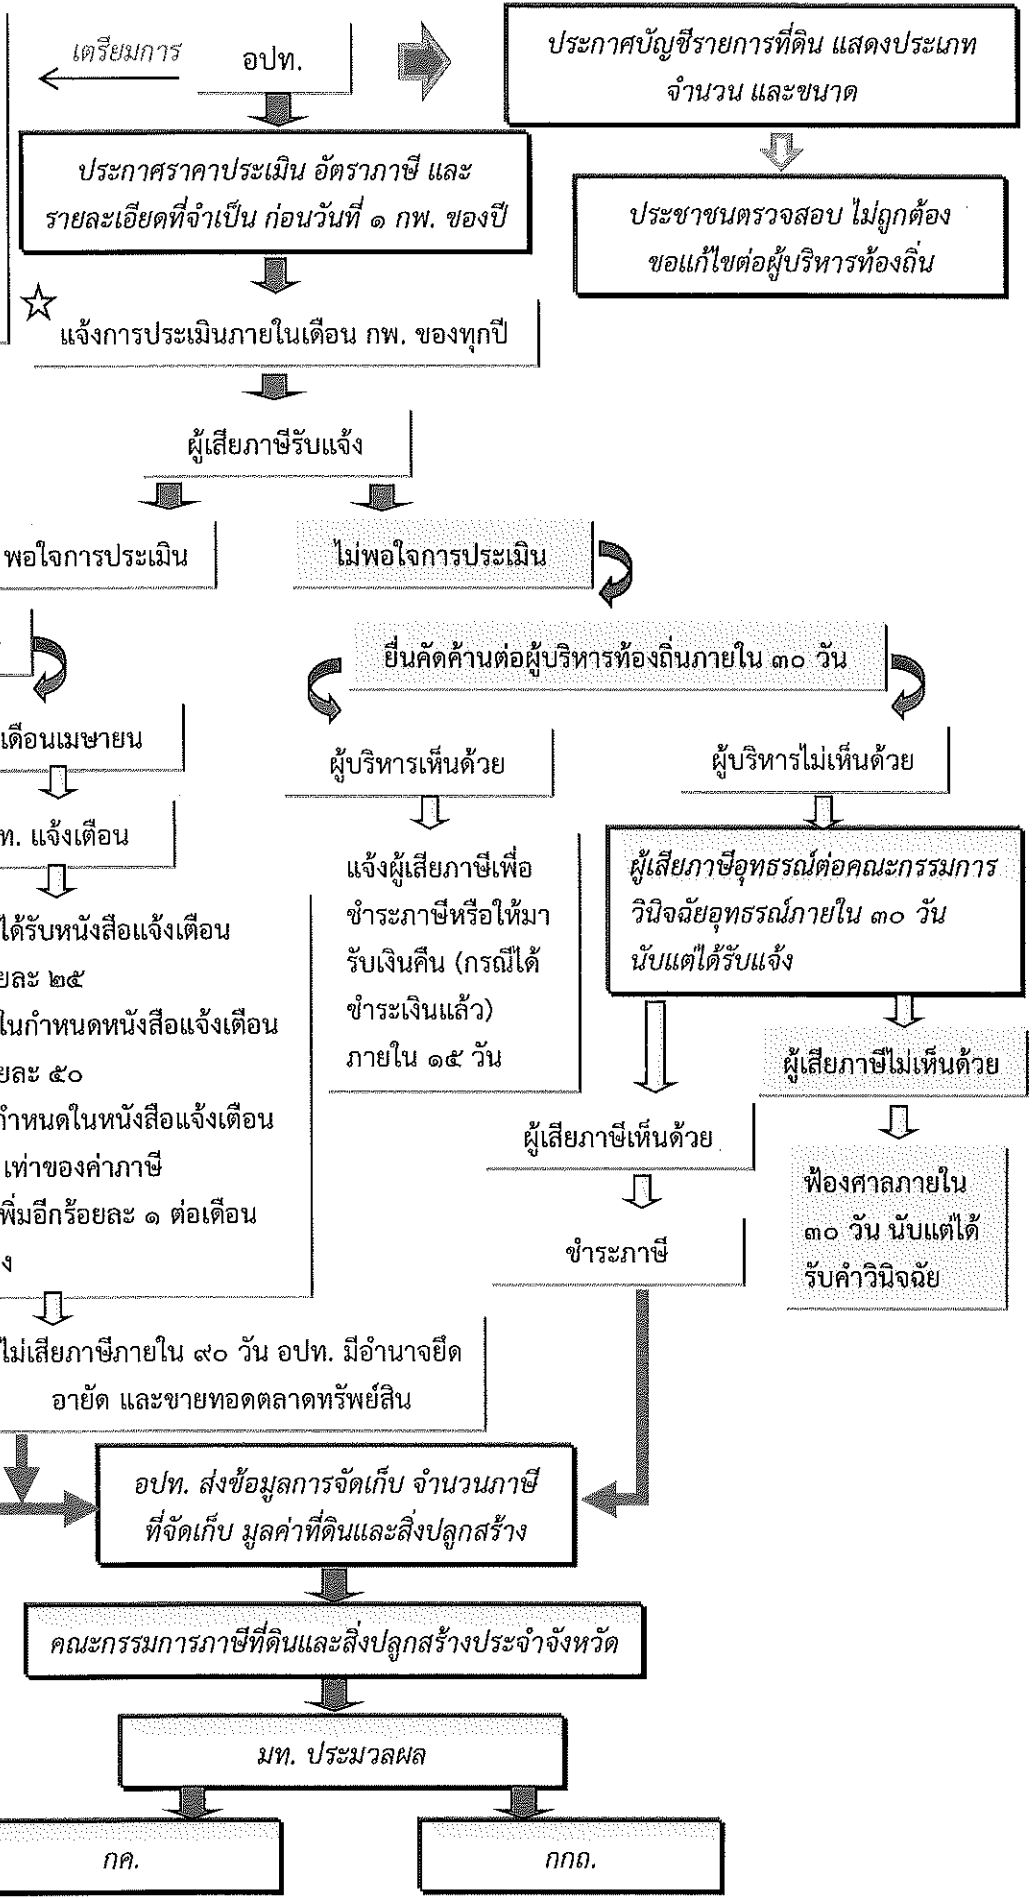 เตรียมการ
อปท.
ประกาศบัญชีรายการที่ดิน แสดงประเภท
จำนวน และขนาด
ประกาศราคาประเมิน อัตราภาษี และ
รายละเอียดที่จำเป็น ก่อนวันที่ ๑ กพ. ของปี
ประชาชนตรวจสอบ ไม่ถูกต้อง
ขอแก้ไขต่อผู้บริหารท้องถิ่น
แจ้งการประเมินภายในเดือน กพ. ของทุกปี
ผู้เสียภาษีรับแจ้ง
พอใจการประเมิน
ไม่พอใจการประเมิน
ยื่นคัดค้านต่อผู้บริหารท้องถิ่นภายใน ๓๐ วัน
เดือนเมษายน
ผู้บริหารเห็นด้วย
ผู้บริหารไม่เห็นด้วย
ท. แจ้งเตือน
แจ้งผู้เสียภาษีเพื่อ
ชำระภาษีหรือให้มา
รับเงินคืน (กรณีได้
ชำระเงินแล้ว)
ภายใน ๑๕ วัน
ผู้เสียภาษีอุทธรณ์ต่อคณะกรรมการ
วินิจฉัยอุทธรณ์ภายใน ๓๐ วัน
นับแต่ได้รับแจ้ง
ได้รับหนังสือแจ้งเตือน
ยละ ๒๕
ในกำหนดหนังสือแจ้งเตือน
ยละ ๕๐
กำหนดในหนังสือแจ้งเตือน
เท่าของค่าภาษี
พิ่มอีกร้อยละ ๑ ต่อเดือน
ง
ผู้เสียภาษีไม่เห็นด้วย
ผู้เสียภาษีเห็นด้วย
ฟ้องศาลภายใน
๓๐ วัน นับแต่ได้
รับคำวินิจฉัย
ชำระภาษี
ไม่เสียภาษีภายใน ๙๐ วัน อปท. มีอำนาจยึด
อายัด และขายทอดตลาดทรัพย์สิน
อปท. ส่งข้อมูลการจัดเก็บ จำนวนภาษี
ที่จัดเก็บ มูลค่าที่ดินและสิ่งปลูกสร้าง
คณะกรรมการภาษีที่ดินและสิ่งปลูกสร้างประจำจังหวัด
มท. ประมวลผล
กค.
กกถ.